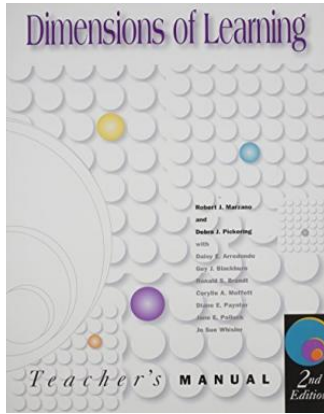 Dimensions of Learning
Robert J. Marzano
and
Debra J. Pickering
with
Daisy E. Arredondo
Guy J. Blackburn
Ronald S. Brandt
Cerylle A. Moffett
Diane E. Paynter
Jane E. Pollock
Jo Sue Whisler
Teacher's MANUAL
2nd
Edition